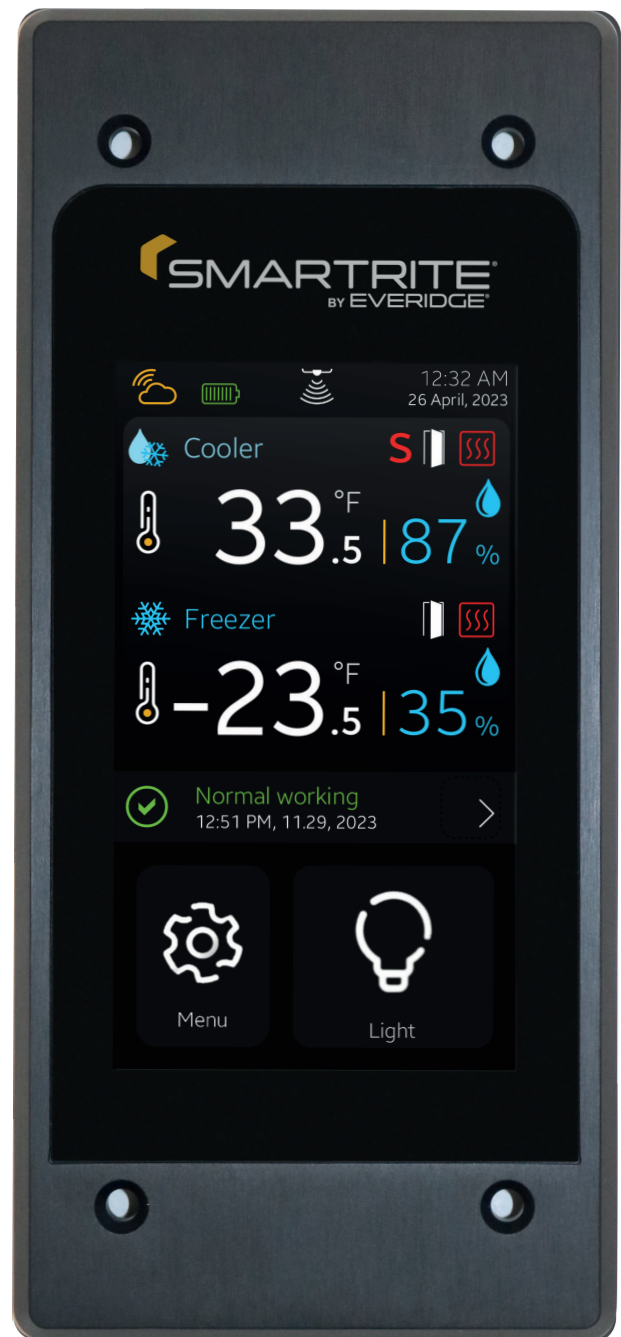 SMARTRITE®
BY EVERIDGE®
12:32 AM
26 April, 2023
Cooler S
33.5 °F 87 %
Freezer
-23.5 °F 35 %
Normal working
12:51 PM, 11.29, 2023
Menu
Light